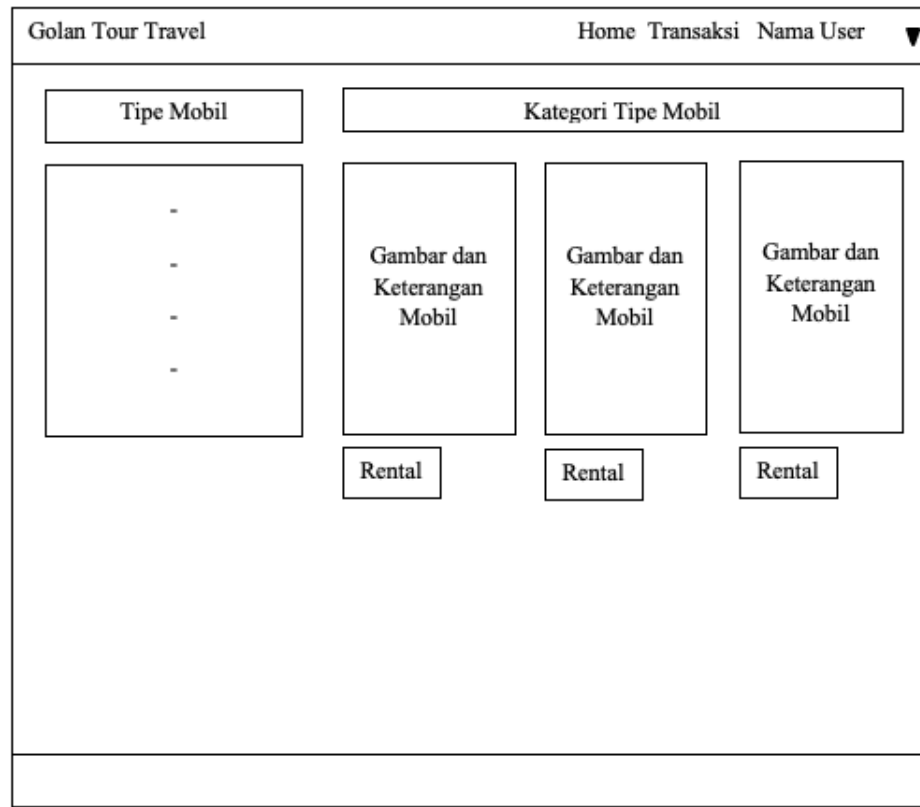 Golan Tour Travel
Home Transaksi Nama User
Tipe Mobil
-
-
-
-
Kategori Tipe Mobil
Gambar dan
Keterangan
Mobil
Rental
Gambar dan
Keterangan
Mobil
Rental
Gambar dan
Keterangan
Mobil
Rental